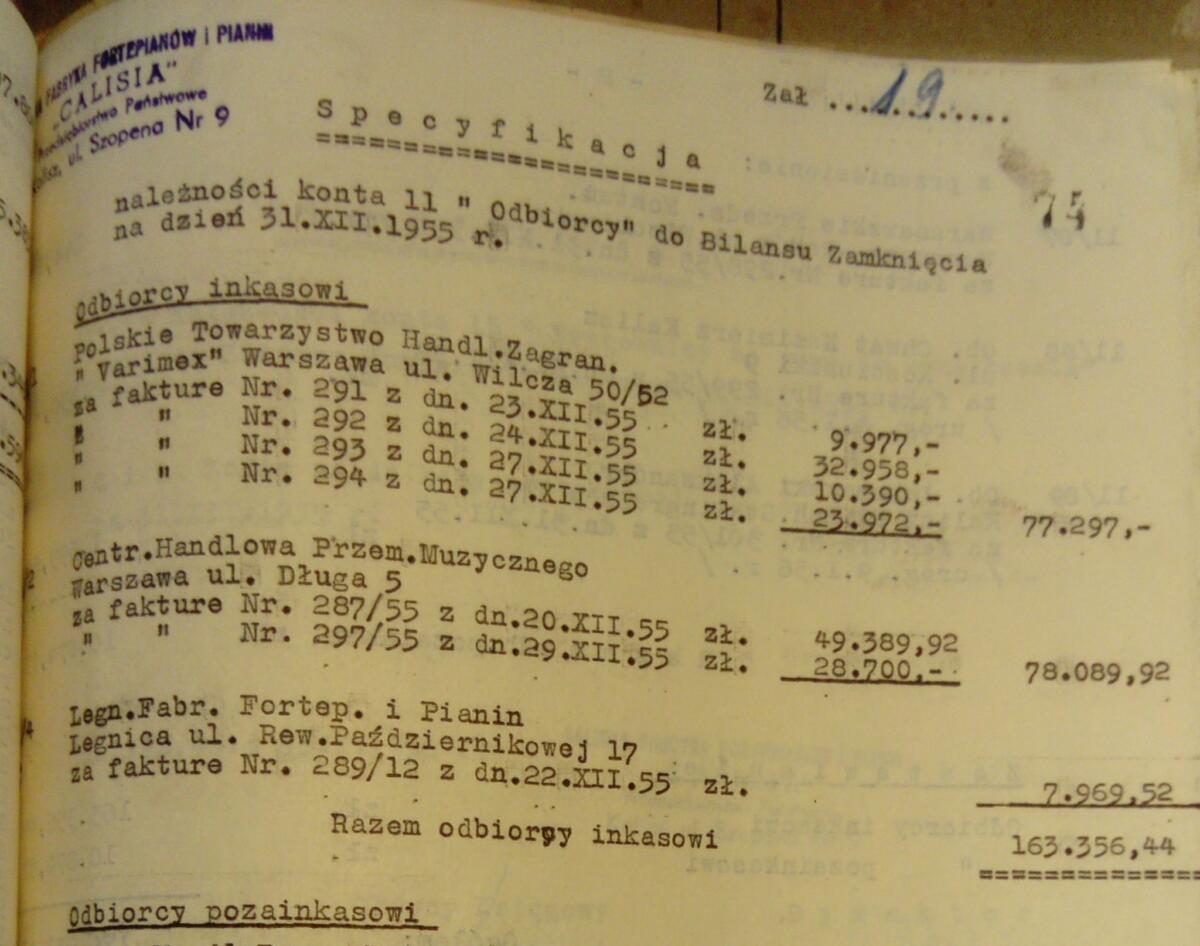 FABRYKA FORTEPIANÓW i PIANIN
„CALISIA"
Przedsiębiorstwo Państwowe
ul. Szopena Nr 9
Zał ...19..........
Specyfikacja
75
należności konta 11 " Odbiorcy" do Bilansu Zamknięcia
na dzień 31.XII.1955 r.
Odbiorcy inkasowi
Polskie Towarzystwo Handl.Zagran.
" Varimex" Warszawa ul. Wilcza 50/52
za fakture Nr. 291 z dn. 23.XII.55 zł. 9.977,-
" " Nr. 292 z dn. 24.XII.55 zł. 32.958,-
" " Nr. 293 z dn. 27.XII.55 zł. 10.390,-
" " Nr. 294 z dn. 27.XII.55 zł. 23.972,- 77.297,-
Centr.Handlowa Przem.Muzycznego
Warszawa ul. Długa 5
za fakture Nr. 287/55 z dn.20.XII.55 zł. 49.389,92
" " Nr. 297/55 z dn.29.XII.55 zł. 28.700,- 78.089,92
Legn.Fabr. Fortep. i Pianin
Legnica ul. Rew.Październikowej 17
za fakture Nr. 289/12 z dn.22.XII.55 zł. 7.969,52
Razem odbiorcy inkasowi 163.356,44
Odbiorcy pozainkasowi